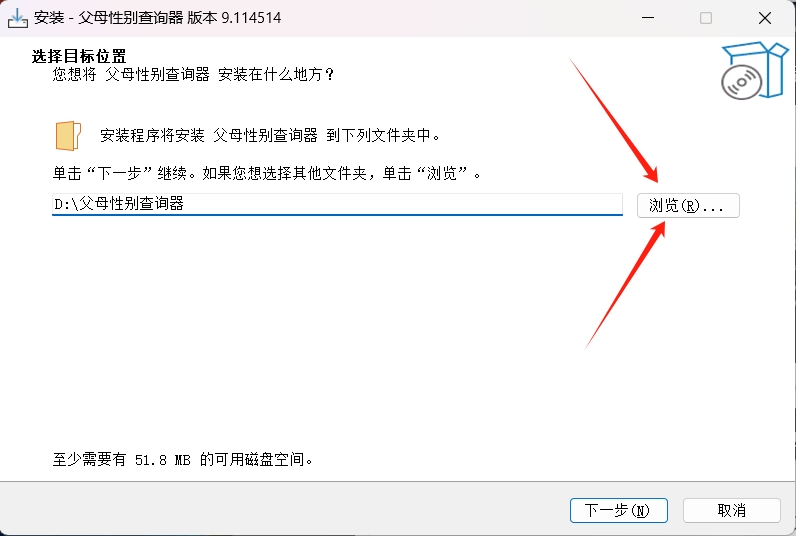 安装 - 父母性别查询器 版本 9.114514
选择目标位置
您想将 父母性别查询器 安装在什么地方？
安装程序将安装 父母性别查询器 到下列文件夹中。
单击“下一步”继续。如果您想选择其他文件夹，单击“浏览”。
D:\父母性别查询器
浏览(R)...
至少需要有 51.8 MB 的可用磁盘空间。
下一步(N)
取消